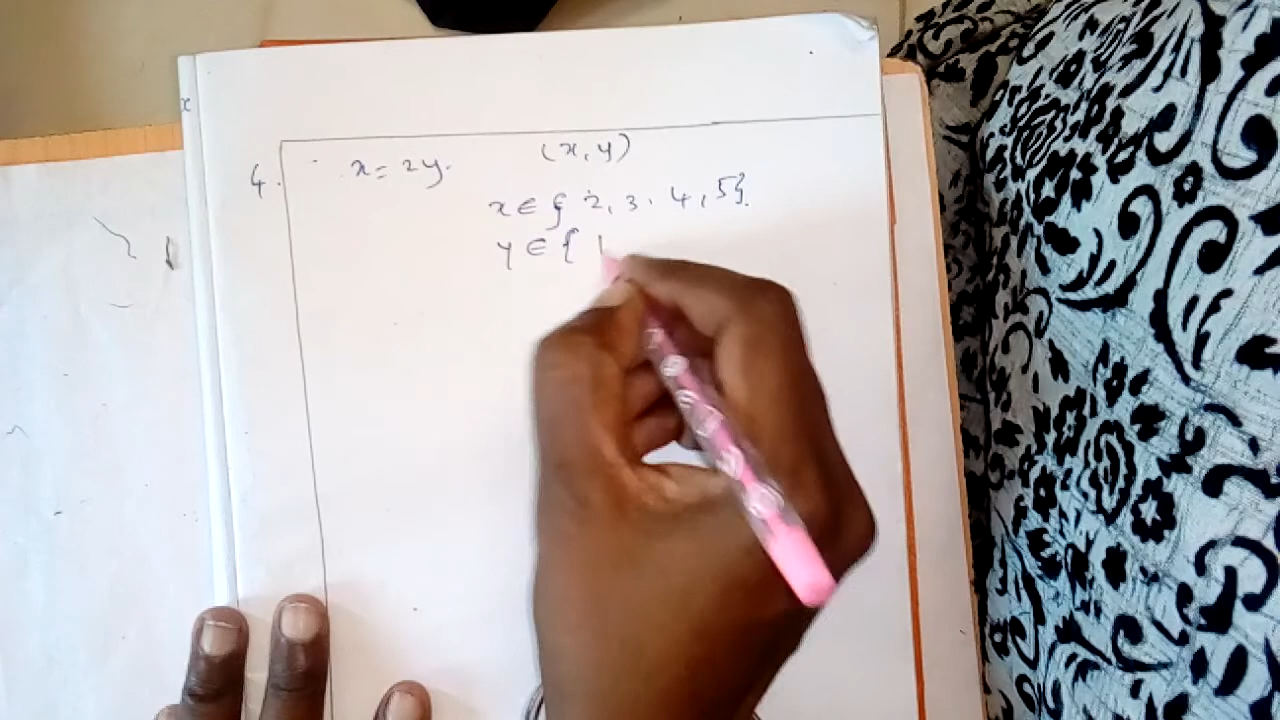 x
4. x = 2y. (x, y)
x ∈ { 2, 3, 4, 5}.
y ∈ { 1